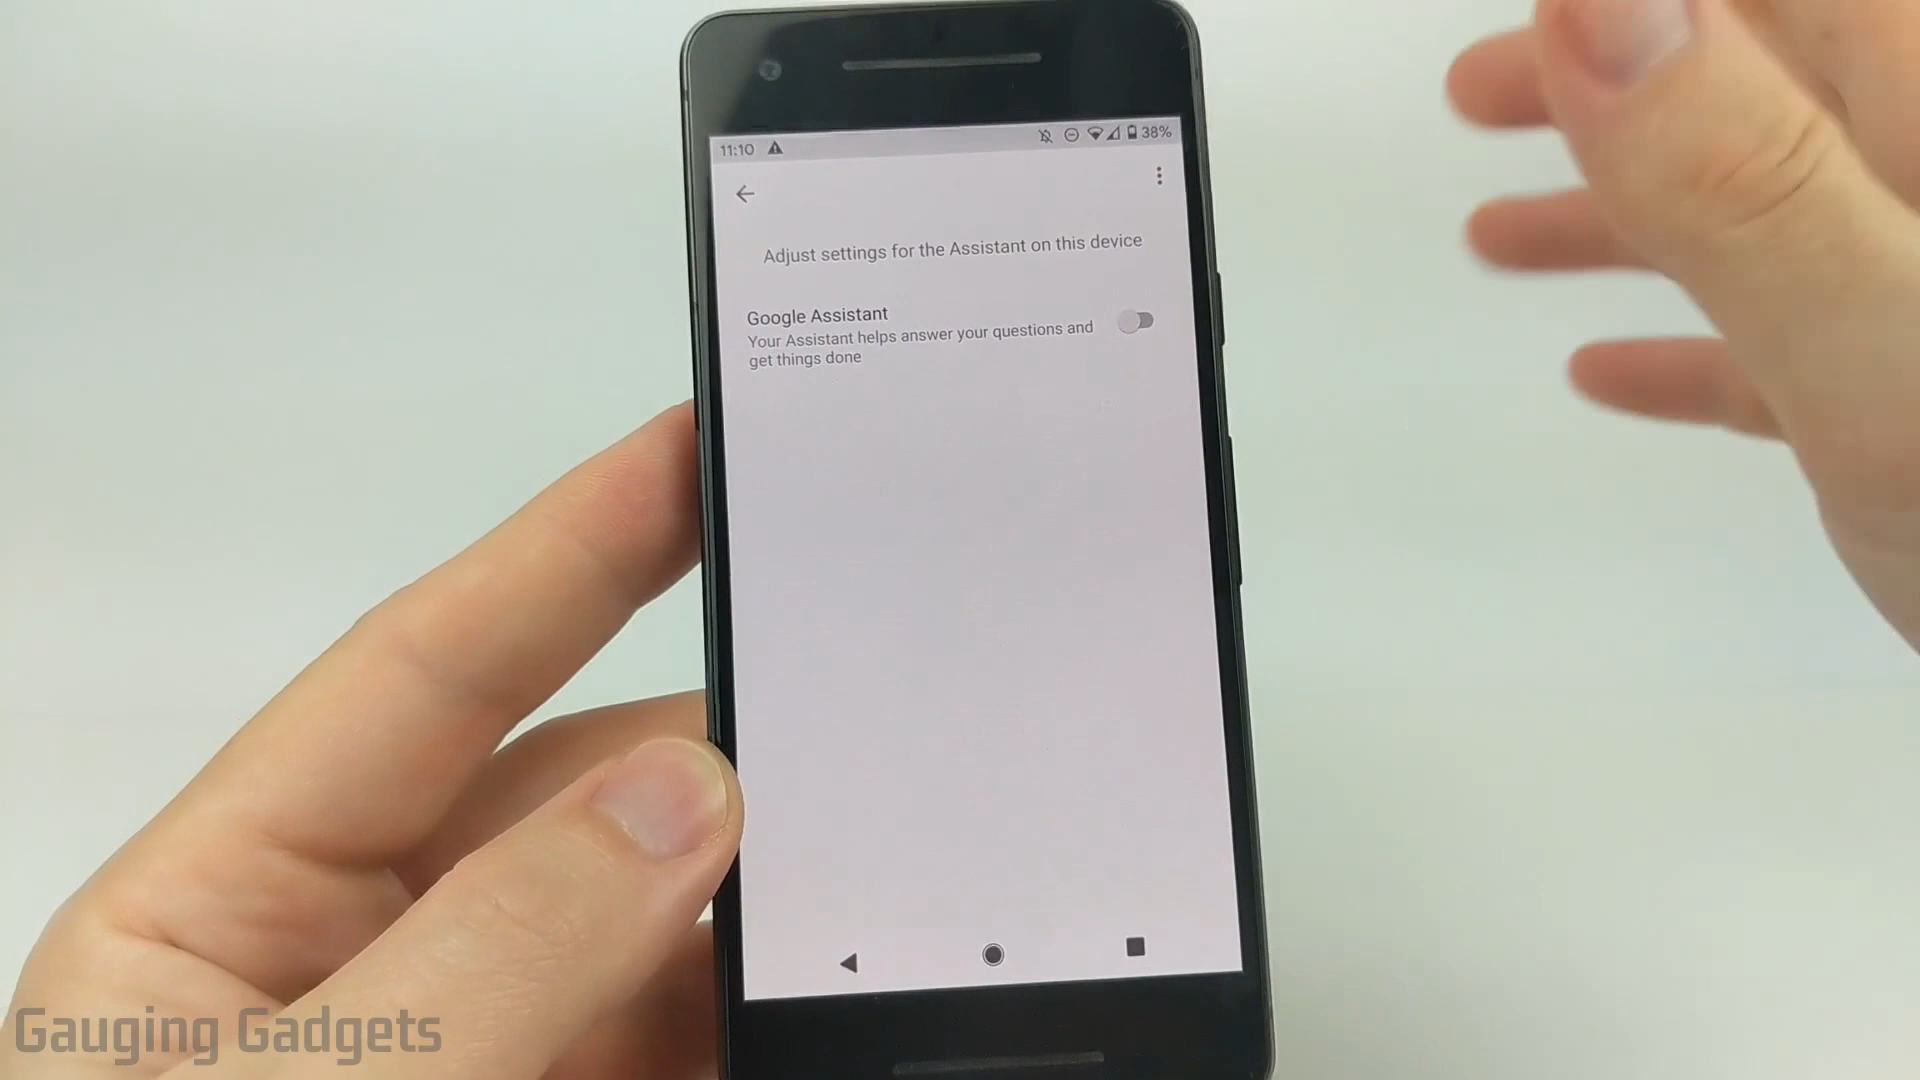 11:10
38%
Adjust settings for the Assistant on this device
Google Assistant
Your Assistant helps answer your questions and
get things done
Gauging Gadgets